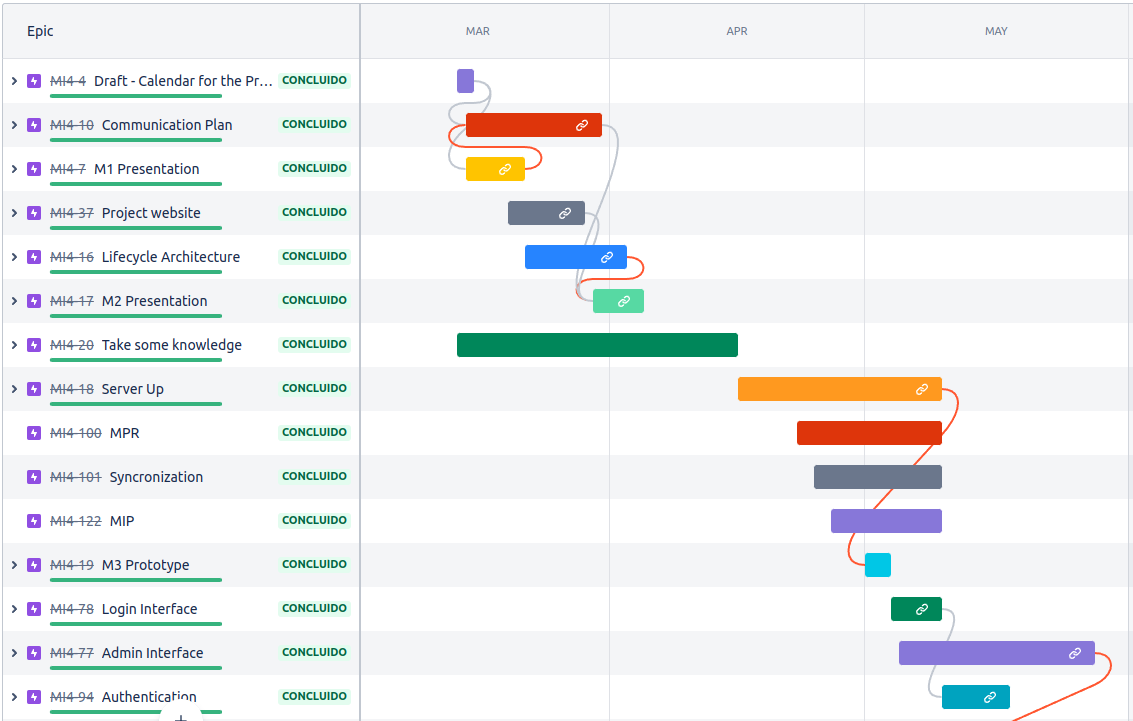 Epic MAR APR MAY
MI4-4 Draft - Calendar for the Pr... CONCLUIDO
MI4-10 Communication Plan CONCLUIDO
MI4-7 M1 Presentation CONCLUIDO
MI4-37 Project website CONCLUIDO
MI4-16 Lifecycle Architecture CONCLUIDO
MI4-17 M2 Presentation CONCLUIDO
MI4-20 Take some knowledge CONCLUIDO
MI4-18 Server Up CONCLUIDO
MI4-100 MPR CONCLUIDO
MI4-101 Syncronization CONCLUIDO
MI4-122 MIP CONCLUIDO
MI4-19 M3 Prototype CONCLUIDO
MI4-78 Login Interface CONCLUIDO
MI4-77 Admin Interface CONCLUIDO
MI4-94 Authentication CONCLUIDO